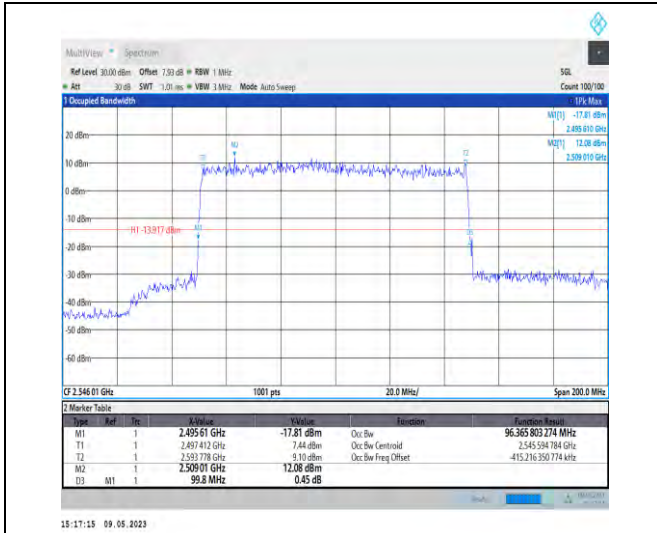 MultiView Spectrum
Ref Level 30.00 dBm Offset 7.93 dB RBW 1 MHz SGL
Att 30 dB SWT 1.01 ms VBW 3 MHz Mode Auto Sweep Count 100/100
1 Occupied Bandwidth 1Pk Max
M1[1] -17.81 dBm
2.495 610 GHz
20 dBm
M2[1] 12.08 dBm
2.509 010 GHz
M2
T1
T2
10 dBm
0 dBm
-10 dBm
H1 -13.917 dBm
M1
D3
-20 dBm
-30 dBm
-40 dBm
-50 dBm
-60 dBm
CF 2.546 01 GHz 1001 pts 20.0 MHz/ Span 200.0 MHz
2 Marker Table
Type Ref Trc X-Value Y-Value Function Function Result
M1 1 2.495 61 GHz -17.81 dBm Occ Bw 96.365 803 274 MHz
T1 1 2.497 412 GHz 7.44 dBm Occ Bw Centroid 2.545 594 784 GHz
T2 1 2.593 778 GHz 9.10 dBm Occ Bw Freq Offset -415.216 350 774 kHz
M2 1 2.509 01 GHz 12.08 dBm
D3 M1 1 99.8 MHz 0.45 dB
15:17:15 09.05.2023